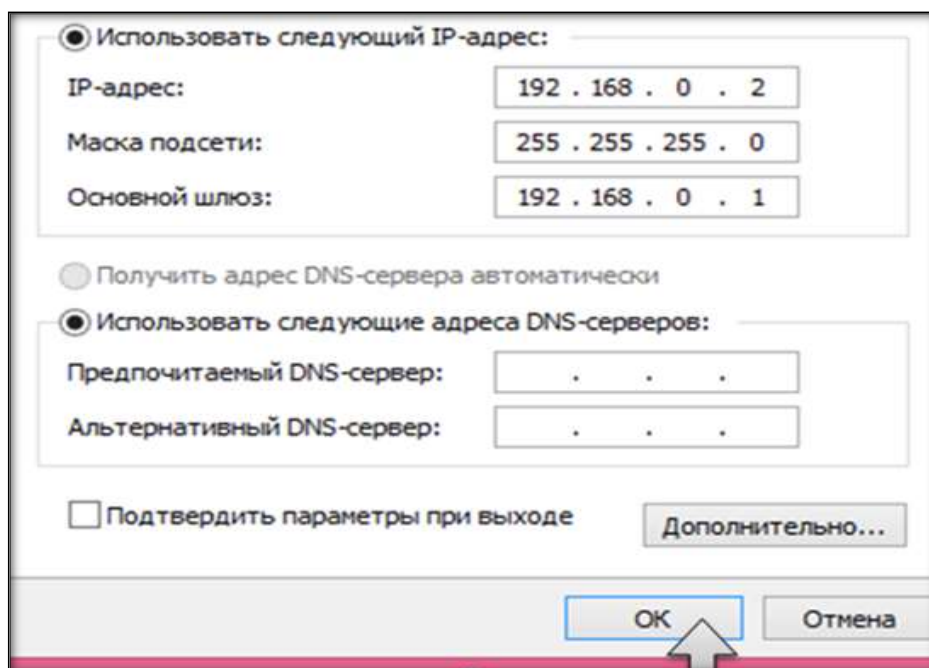 Использовать следующий IP-адрес:
IP-адрес: 192 . 168 . 0 . 2
Маска подсети: 255 . 255 . 255 . 0
Основной шлюз: 192 . 168 . 0 . 1
Получить адрес DNS-сервера автоматически
Использовать следующие адреса DNS-серверов:
Предпочитаемый DNS-сервер: . . .
Альтернативный DNS-сервер: . . .
Подтвердить параметры при выходе
Дополнительно...
ОК Отмена